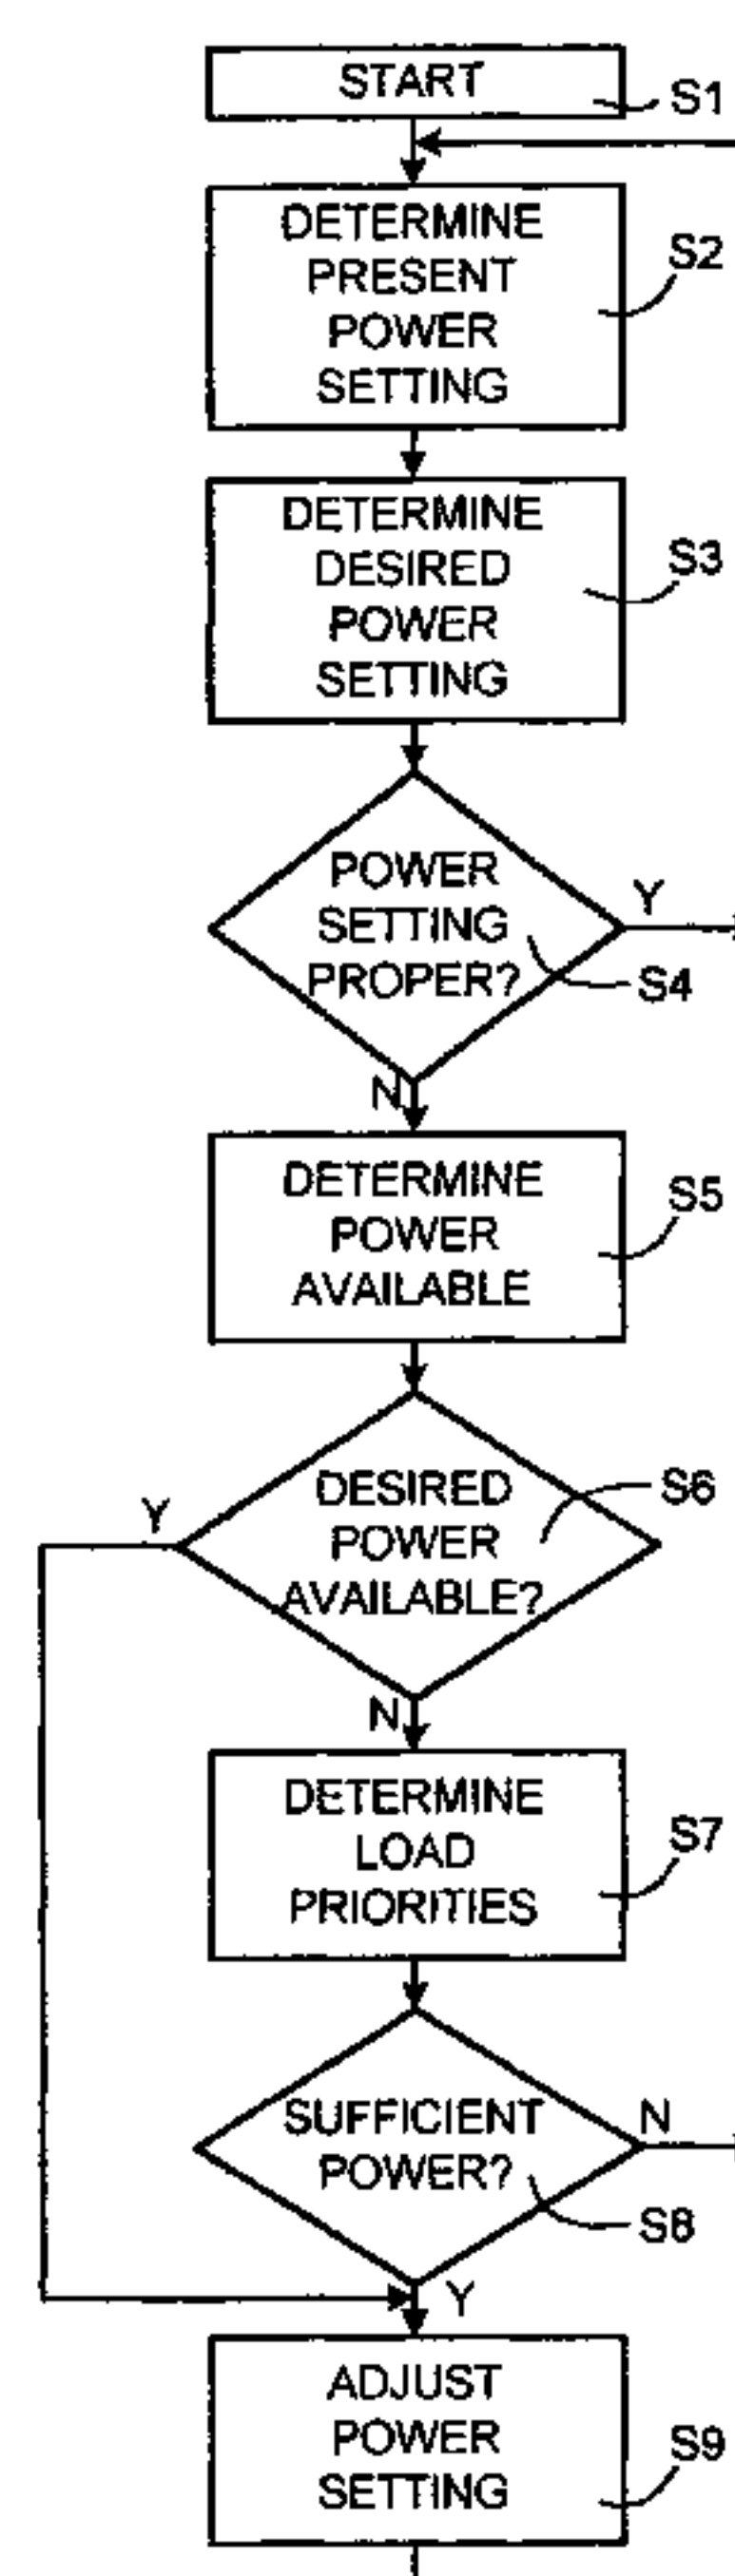 START
S1
DETERMINE
PRESENT
POWER
SETTING
S2
DETERMINE
DESIRED
POWER
SETTING
S3
POWER
SETTING
PROPER?
Y
S4
N
DETERMINE
POWER
AVAILABLE
S5
Y
DESIRED
POWER
AVAILABLE?
S6
N
DETERMINE
LOAD
PRIORITIES
S7
SUFFICIENT
POWER?
N
S8
Y
ADJUST
POWER
SETTING
S9